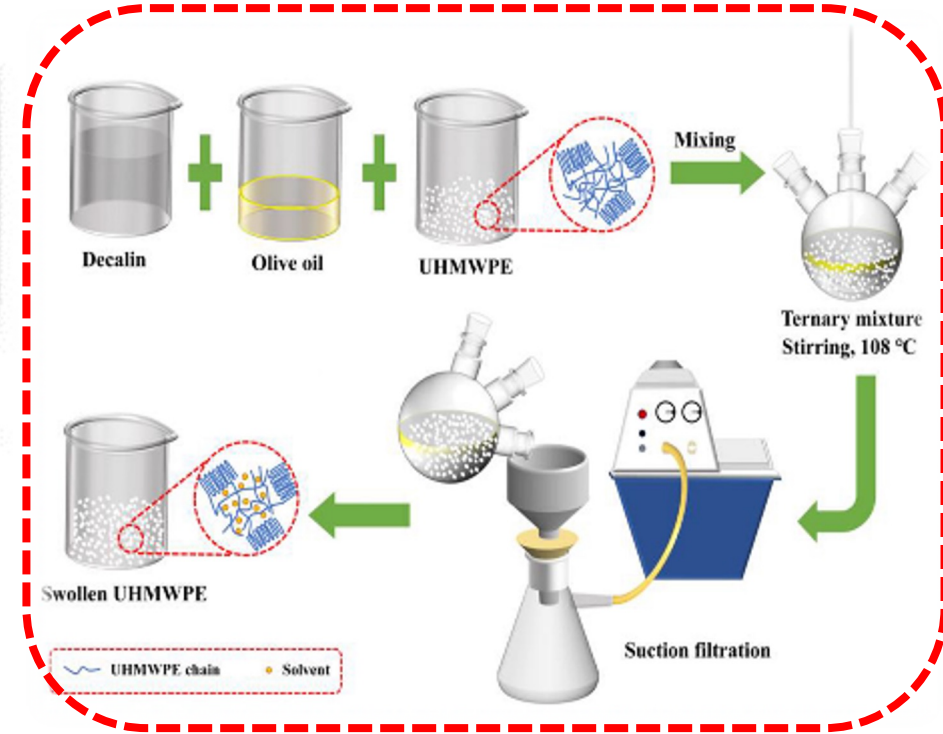 Decalin
Olive oil
UHMWPE
Mixing
Ternary mixture
Stirring, 108 °C
Suction filtration
Swollen UHMWPE
UHMWPE chain
Solvent